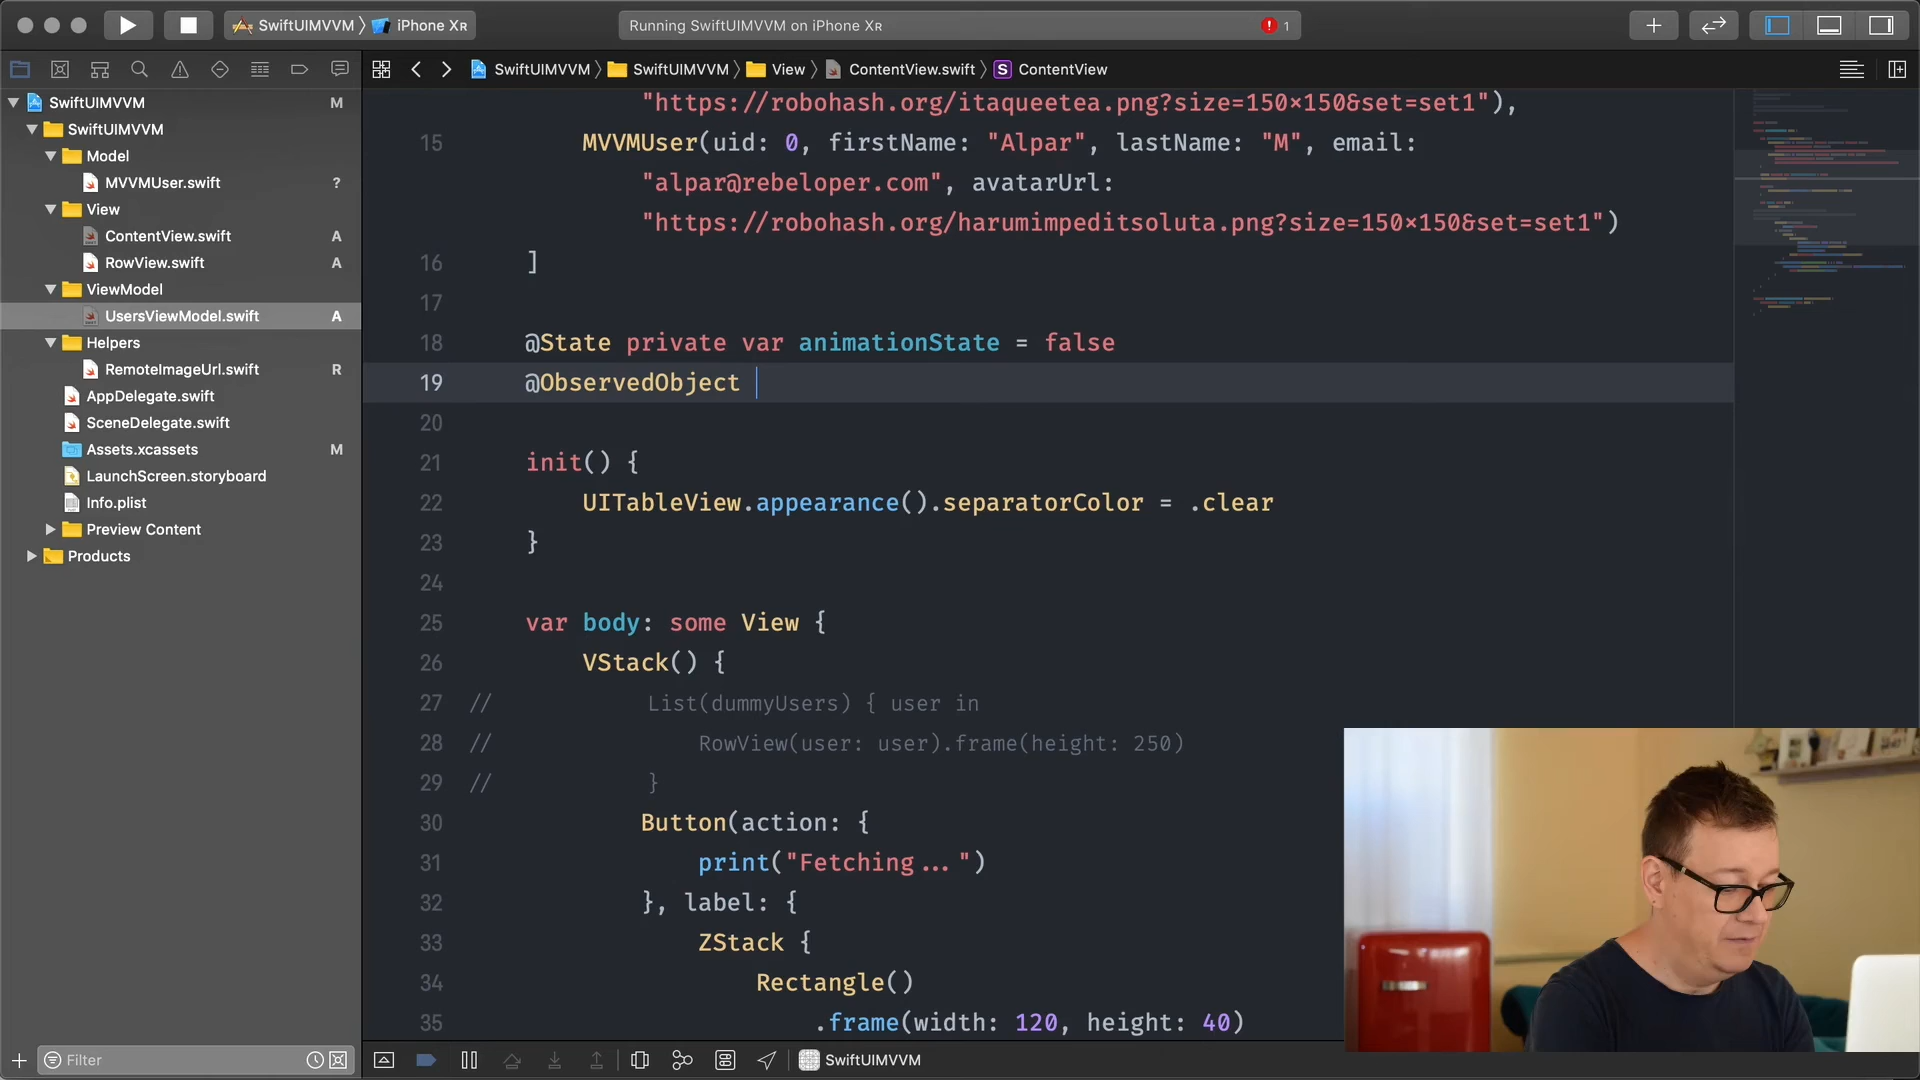 SwiftUIMVVM 〉 iPhone Xʀ
Running SwiftUIMVVM on iPhone Xʀ
1
SwiftUIMVVM 〉 SwiftUIMVVM 〉 View 〉 ContentView.swift 〉 S ContentView
SwiftUIMVVM M
SwiftUIMVVM
Model
MVVMUser.swift ?
View
ContentView.swift A
RowView.swift A
ViewModel
UsersViewModel.swift A
Helpers
RemoteImageUrl.swift R
AppDelegate.swift
SceneDelegate.swift
Assets.xcassets M
LaunchScreen.storyboard
Info.plist
Preview Content
Products
Filter
"https://robohash.org/itaqueetea.png?size=150×150&set=set1"),
15 MVVMUser(uid: 0, firstName: "Alpar", lastName: "M", email:
"alpar@rebeloper.com", avatarUrl:
"https://robohash.org/harumimpeditsoluta.png?size=150×150&set=set1")
16 ]
17
18 @State private var animationState = false
19 @ObservedObject
20
21 init() {
22 UITableView.appearance().separatorColor = .clear
23 }
24
25 var body: some View {
26 VStack() {
27 // List(dummyUsers) { user in
28 // RowView(user: user).frame(height: 250)
29 // }
30 Button(action: {
31 print("Fetching...")
32 }, label: {
33 ZStack {
34 Rectangle()
35 .frame(width: 120, height: 40)
SwiftUIMVVM